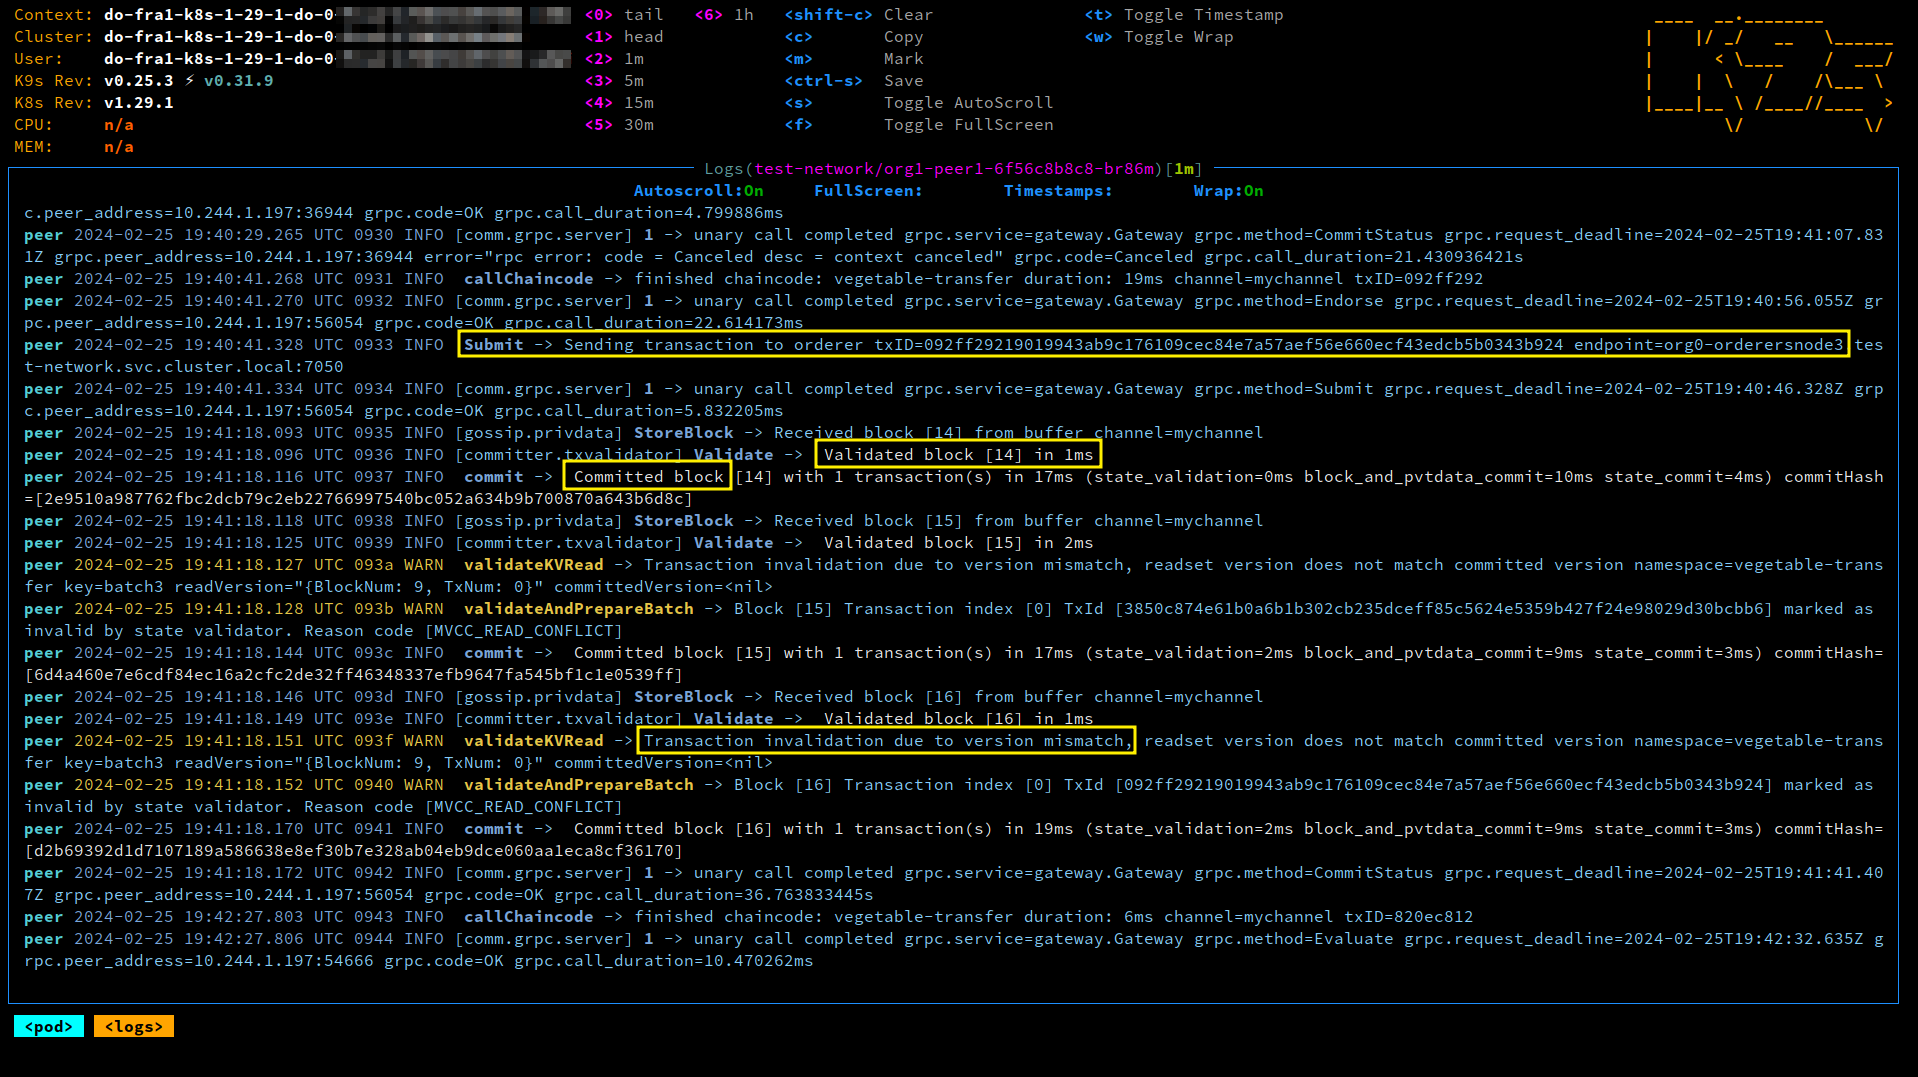 Context: do-fra1-k8s-1-29-1-do-0- <0> tail <6> 1h <shift-c> Clear <t> Toggle Timestamp
Cluster: do-fra1-k8s-1-29-1-do-0- <1> head <c> Copy <w> Toggle Wrap
User: do-fra1-k8s-1-29-1-do-0- <2> 1m <m> Mark
K9s Rev: v0.25.3 ⚡ v0.31.9 <3> 5m <ctrl-s> Save
K8s Rev: v1.29.1 <4> 15m <s> Toggle AutoScroll
CPU: n/a <5> 30m <f> Toggle FullScreen
MEM: n/a
Logs(test-network/org1-peer1-6f56c8b8c8-br86m)[1m]
Autoscroll:On FullScreen: Timestamps: Wrap:On
c.peer_address=10.244.1.197:36944 grpc.code=OK grpc.call_duration=4.799886ms
peer 2024-02-25 19:40:29.265 UTC 0930 INFO [comm.grpc.server] 1 -> unary call completed grpc.service=gateway.Gateway grpc.method=CommitStatus grpc.request_deadline=2024-02-25T19:41:07.83
1Z grpc.peer_address=10.244.1.197:36944 error="rpc error: code = Canceled desc = context canceled" grpc.code=Canceled grpc.call_duration=21.430936421s
peer 2024-02-25 19:40:41.268 UTC 0931 INFO callChaincode -> finished chaincode: vegetable-transfer duration: 19ms channel=mychannel txID=092ff292
peer 2024-02-25 19:40:41.270 UTC 0932 INFO [comm.grpc.server] 1 -> unary call completed grpc.service=gateway.Gateway grpc.method=Endorse grpc.request_deadline=2024-02-25T19:40:56.055Z gr
pc.peer_address=10.244.1.197:56054 grpc.code=OK grpc.call_duration=22.614173ms
peer 2024-02-25 19:40:41.328 UTC 0933 INFO Submit -> Sending transaction to orderer txID=092ff29219019943ab9c176109cec84e7a57aef56e660ecf43edcb5b0343b924 endpoint=org0-orderersnode3 tes
t-network.svc.cluster.local:7050
peer 2024-02-25 19:40:41.334 UTC 0934 INFO [comm.grpc.server] 1 -> unary call completed grpc.service=gateway.Gateway grpc.method=Submit grpc.request_deadline=2024-02-25T19:40:46.328Z grp
c.peer_address=10.244.1.197:56054 grpc.code=OK grpc.call_duration=5.832205ms
peer 2024-02-25 19:41:18.093 UTC 0935 INFO [gossip.privdata] StoreBlock -> Received block [14] from buffer channel=mychannel
peer 2024-02-25 19:41:18.096 UTC 0936 INFO [committer.txvalidator] Validate -> Validated block [14] in 1ms
peer 2024-02-25 19:41:18.116 UTC 0937 INFO commit -> Committed block [14] with 1 transaction(s) in 17ms (state_validation=0ms block_and_pvtdata_commit=10ms state_commit=4ms) commitHash
=[2e9510a987762fbc2dcb79c2eb22766997540bc052a634b9b700870a643b6d8c]
peer 2024-02-25 19:41:18.118 UTC 0938 INFO [gossip.privdata] StoreBlock -> Received block [15] from buffer channel=mychannel
peer 2024-02-25 19:41:18.125 UTC 0939 INFO [committer.txvalidator] Validate -> Validated block [15] in 2ms
peer 2024-02-25 19:41:18.127 UTC 093a WARN validateKVRead -> Transaction invalidation due to version mismatch, readset version does not match committed version namespace=vegetable-trans
fer key=batch3 readVersion="{BlockNum: 9, TxNum: 0}" committedVersion=<nil>
peer 2024-02-25 19:41:18.128 UTC 093b WARN validateAndPrepareBatch -> Block [15] Transaction index [0] TxId [3850c874e61b0a6b1b302cb235dceff85c5624e5359b427f24e98029d30bcbb6] marked as
invalid by state validator. Reason code [MVCC_READ_CONFLICT]
peer 2024-02-25 19:41:18.144 UTC 093c INFO commit -> Committed block [15] with 1 transaction(s) in 17ms (state_validation=2ms block_and_pvtdata_commit=9ms state_commit=3ms) commitHash=
[6d4a460e7e6cdf84ec16a2cfc2de32ff46348337efb9647fa545bf1c1e0539ff]
peer 2024-02-25 19:41:18.146 UTC 093d INFO [gossip.privdata] StoreBlock -> Received block [16] from buffer channel=mychannel
peer 2024-02-25 19:41:18.149 UTC 093e INFO [committer.txvalidator] Validate -> Validated block [16] in 1ms
peer 2024-02-25 19:41:18.151 UTC 093f WARN validateKVRead -> Transaction invalidation due to version mismatch, readset version does not match committed version namespace=vegetable-trans
fer key=batch3 readVersion="{BlockNum: 9, TxNum: 0}" committedVersion=<nil>
peer 2024-02-25 19:41:18.152 UTC 0940 WARN validateAndPrepareBatch -> Block [16] Transaction index [0] TxId [092ff29219019943ab9c176109cec84e7a57aef56e660ecf43edcb5b0343b924] marked as
invalid by state validator. Reason code [MVCC_READ_CONFLICT]
peer 2024-02-25 19:41:18.170 UTC 0941 INFO commit -> Committed block [16] with 1 transaction(s) in 19ms (state_validation=2ms block_and_pvtdata_commit=9ms state_commit=3ms) commitHash=
[d2b69392d1d7107189a586638e8ef30b7e328ab04eb9dce060aa1eca8cf36170]
peer 2024-02-25 19:41:18.172 UTC 0942 INFO [comm.grpc.server] 1 -> unary call completed grpc.service=gateway.Gateway grpc.method=CommitStatus grpc.request_deadline=2024-02-25T19:41:41.40
7Z grpc.peer_address=10.244.1.197:56054 grpc.code=OK grpc.call_duration=36.763833445s
peer 2024-02-25 19:42:27.803 UTC 0943 INFO callChaincode -> finished chaincode: vegetable-transfer duration: 6ms channel=mychannel txID=820ec812
peer 2024-02-25 19:42:27.806 UTC 0944 INFO [comm.grpc.server] 1 -> unary call completed grpc.service=gateway.Gateway grpc.method=Evaluate grpc.request_deadline=2024-02-25T19:42:32.635Z g
rpc.peer_address=10.244.1.197:54666 grpc.code=OK grpc.call_duration=10.470262ms
<pod> <logs>